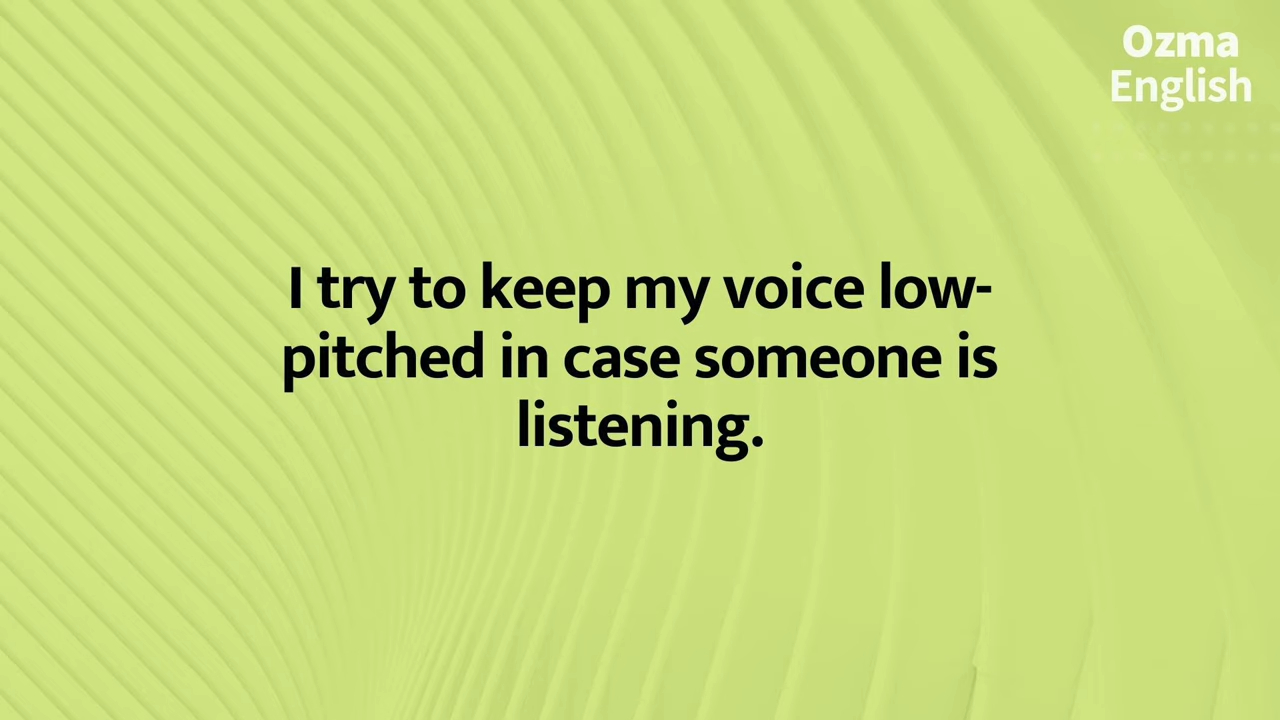 Ozma
English
I try to keep my voice low-
pitched in case someone is
listening.